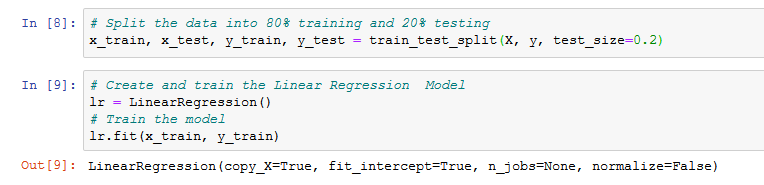 In [8]: # Split the data into 80% training and 20% testing
x_train, x_test, y_train, y_test = train_test_split(X, y, test_size=0.2)
In [9]: # Create and train the Linear Regression  Model
lr = LinearRegression()
# Train the model
lr.fit(x_train, y_train)
Out[9]: LinearRegression(copy_X=True, fit_intercept=True, n_jobs=None, normalize=False)